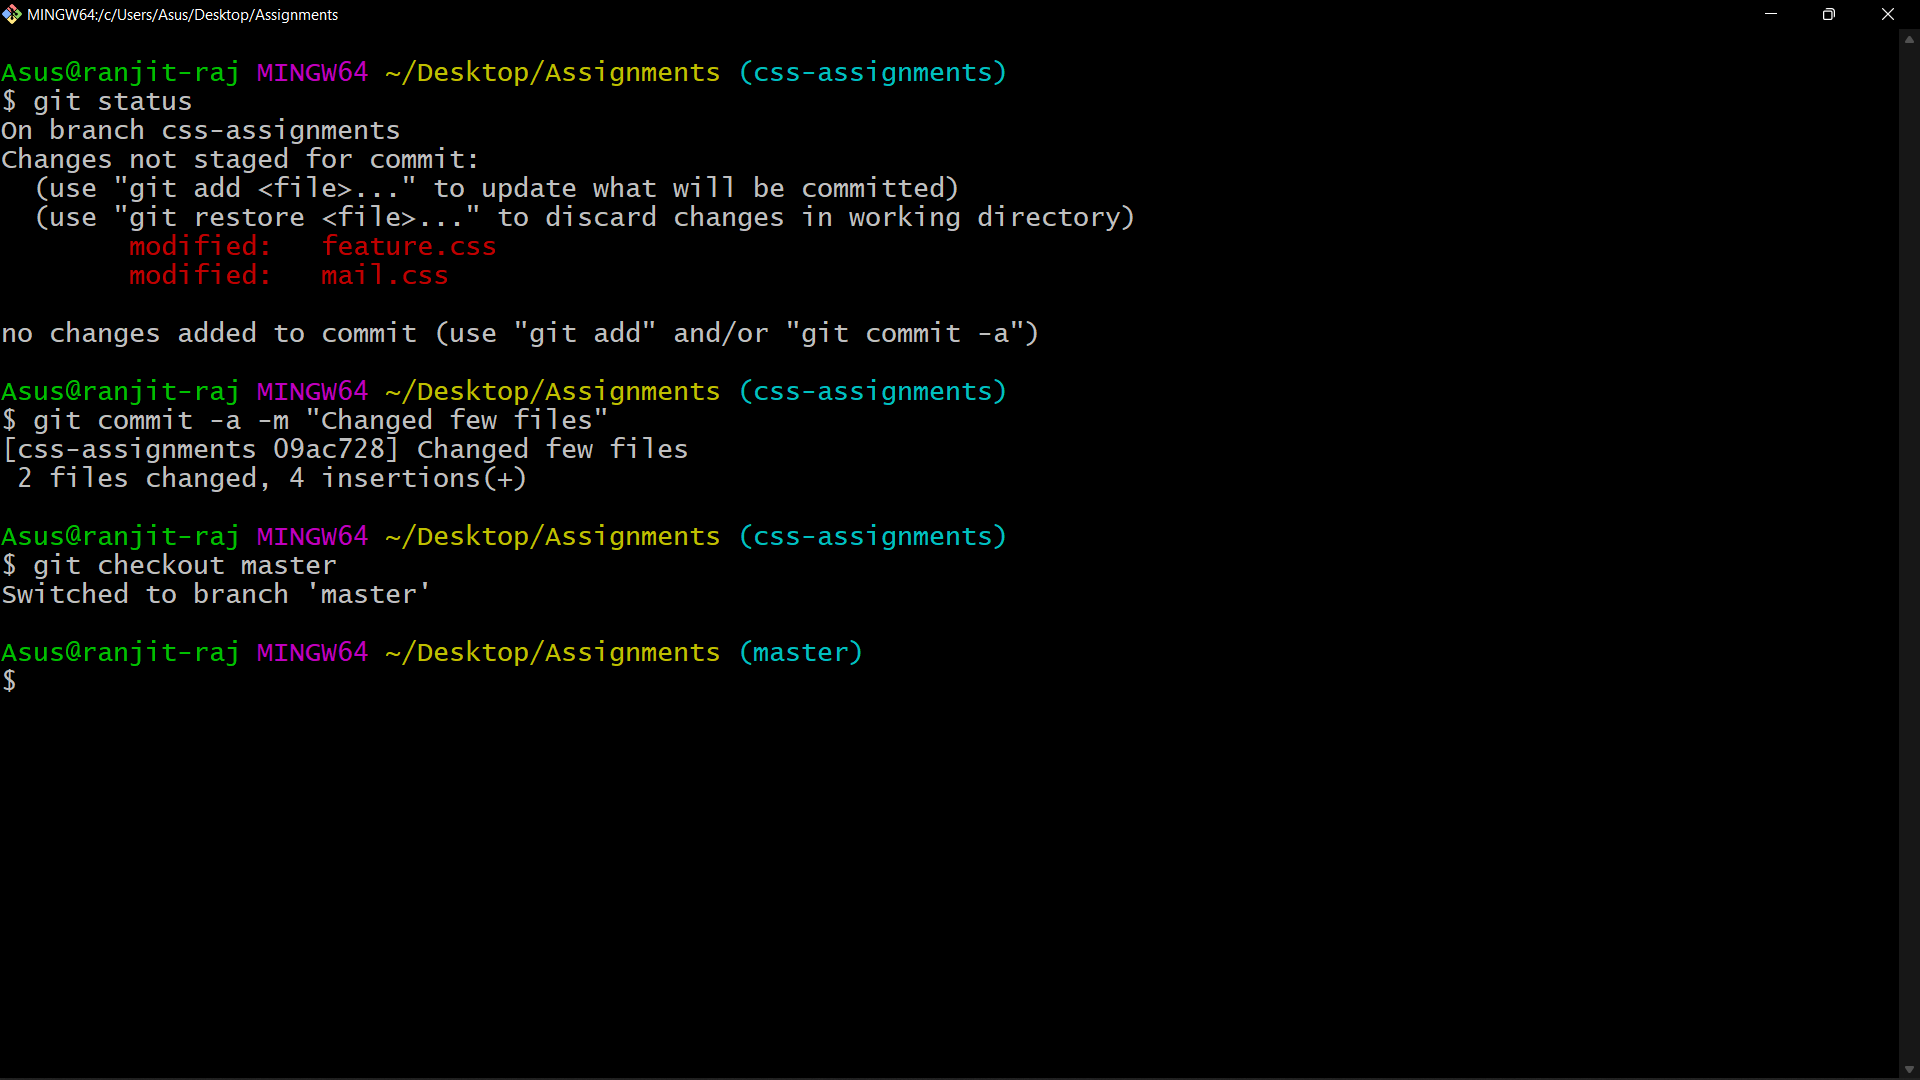 MINGW64:/c/Users/Asus/Desktop/Assignments
Asus@ranjit-raj MINGW64 ~/Desktop/Assignments (css-assignments)
$ git status
On branch css-assignments
Changes not staged for commit:
  (use "git add <file>..." to update what will be committed)
  (use "git restore <file>..." to discard changes in working directory)
        modified:   feature.css
        modified:   mail.css
no changes added to commit (use "git add" and/or "git commit -a")
Asus@ranjit-raj MINGW64 ~/Desktop/Assignments (css-assignments)
$ git commit -a -m "Changed few files"
[css-assignments 09ac728] Changed few files
 2 files changed, 4 insertions(+)
Asus@ranjit-raj MINGW64 ~/Desktop/Assignments (css-assignments)
$ git checkout master
Switched to branch 'master'
Asus@ranjit-raj MINGW64 ~/Desktop/Assignments (master)
$